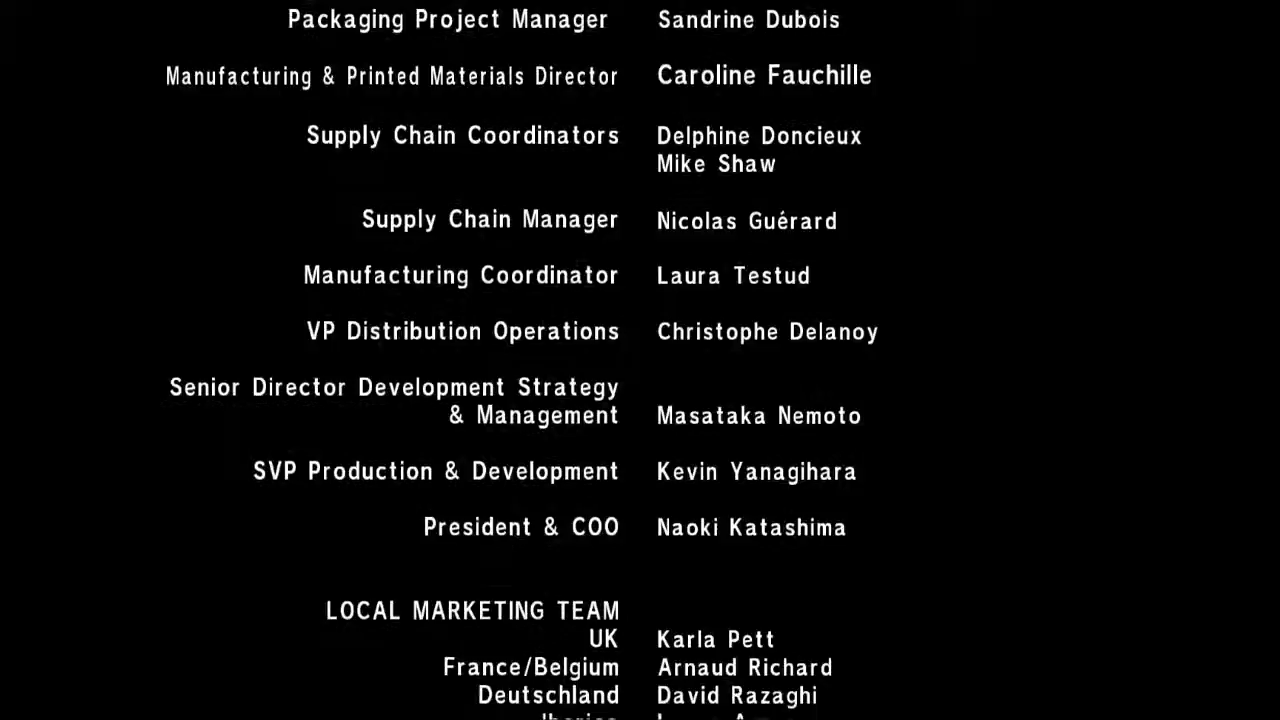 Packaging Project Manager Sandrine Dubois
Manufacturing & Printed Materials Director Caroline Fauchille
Supply Chain Coordinators Delphine Doncieux
Mike Shaw
Supply Chain Manager Nicolas Guérard
Manufacturing Coordinator Laura Testud
VP Distribution Operations Christophe Delanoy
Senior Director Development Strategy
& Management Masataka Nemoto
SVP Production & Development Kevin Yanagihara
President & COO Naoki Katashima
LOCAL MARKETING TEAM
UK Karla Pett
France/Belgium Arnaud Richard
Deutschland David Razaghi